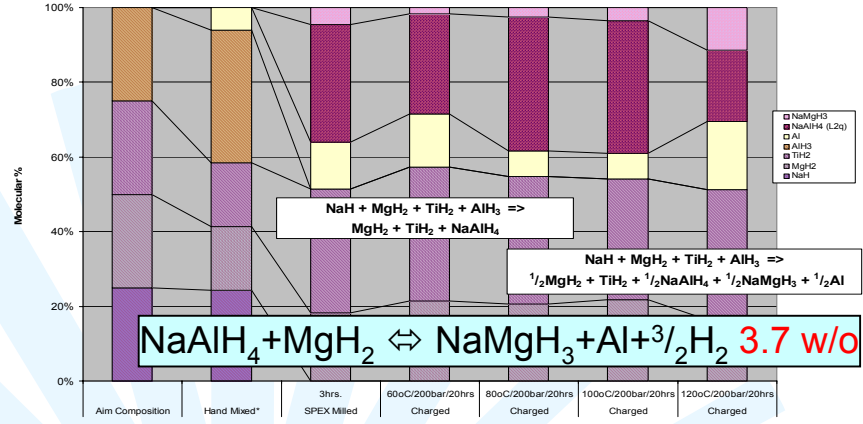 100%
80%
60%
40%
20%
0%
Molecular %
NaMgH3
NaAlH4 (L2q)
Al
AlH3
TiH2
MgH2
NaH
NaH + MgH₂ + TiH₂ + AlH₃ =>
MgH₂ + TiH₂ + NaAlH₄
NaH + MgH₂ + TiH₂ + AlH₃ =>
¹/₂MgH₂ + TiH₂ + ¹/₂NaAlH₄ + ¹/₂NaMgH₃ + ¹/₂Al
NaAlH₄+MgH₂ ⇔ NaMgH₃+Al+³/₂H₂ 3.7 w/o
3hrs. 60oC/200bar/20hrs 80oC/200bar/20hrs 100oC/200bar/20hrs 120oC/200bar/20hrs
Aim Composition Hand Mixed* SPEX Milled Charged Charged Charged Charged